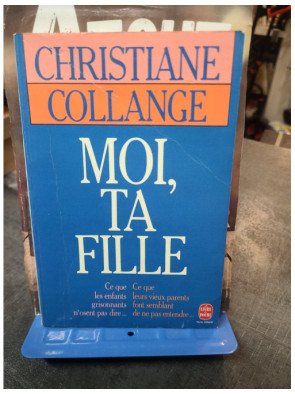 CHRISTIANE
COLLANGE
MOI,
TA
FILLE
Ce que
les enfants
grisonnants
n'osent pas dire...
Ce que
leurs vieux parents
font semblant
de ne pas entendre...